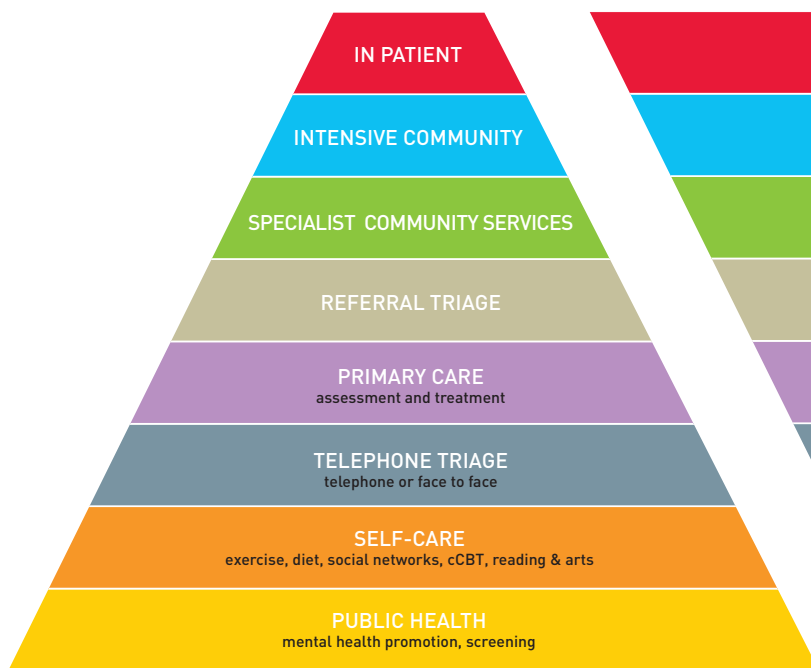 IN PATIENT
INTENSIVE COMMUNITY
SPECIALIST COMMUNITY SERVICES
REFERRAL TRIAGE
PRIMARY CARE
assessment and treatment
TELEPHONE TRIAGE
telephone or face to face
SELF-CARE
exercise, diet, social networks, cCBT, reading & arts
PUBLIC HEALTH
mental health promotion, screening